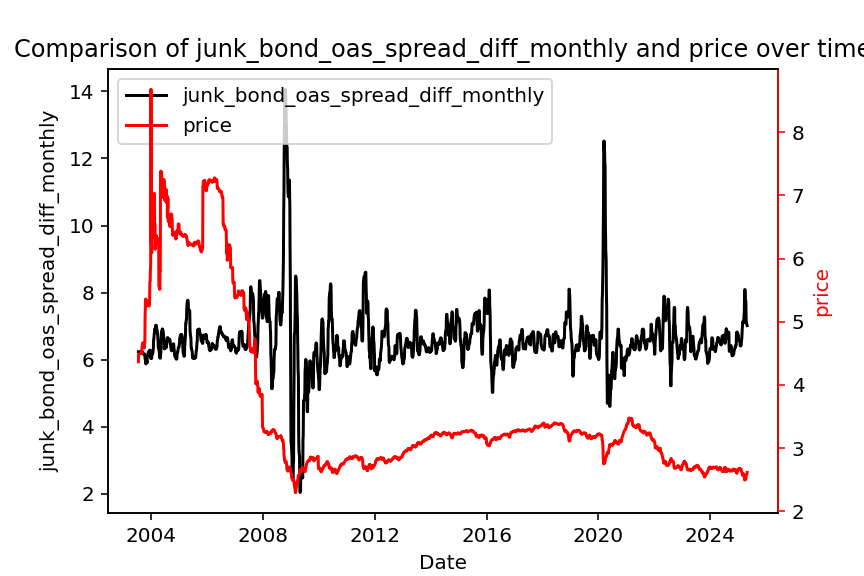 Comparison of junk_bond_oas_spread_diff_monthly and price over time
junk_bond_oas_spread_diff_monthly
price
14
12
10
8
6
4
2
junk_bond_oas_spread_diff_monthly
8
7
6
5
4
3
2
price
2004 2008 2012 2016 2020 2024
Date